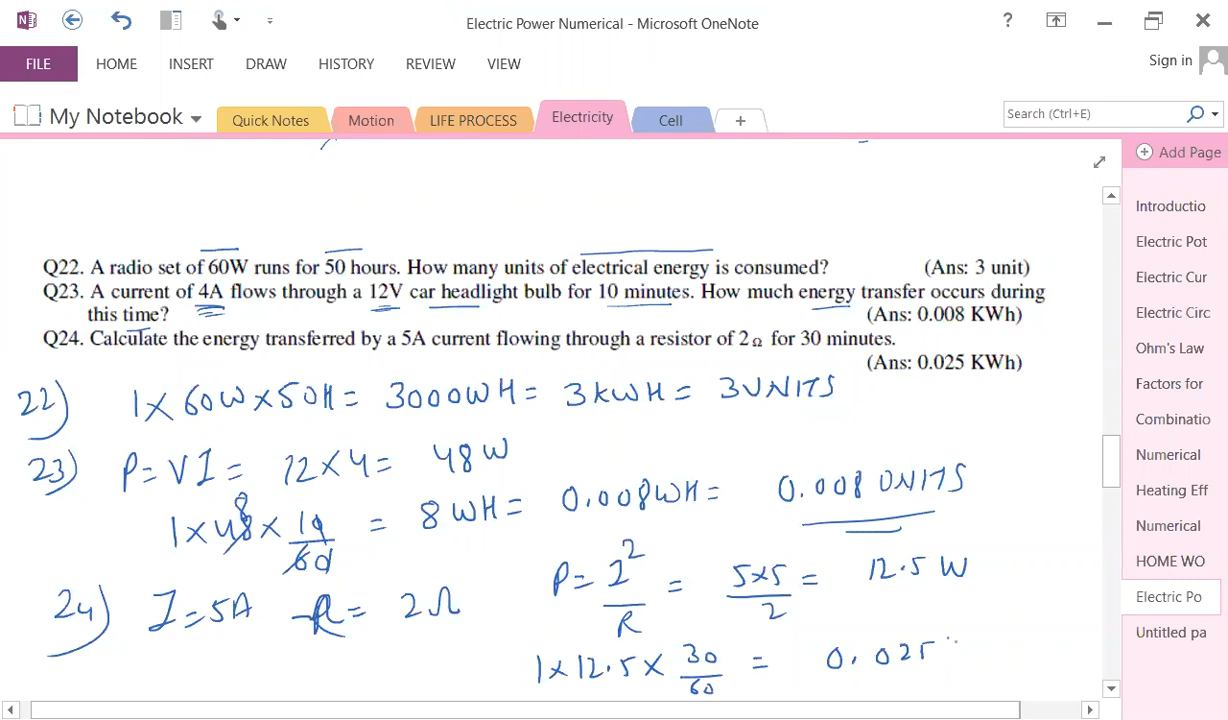 Electric Power Numerical - Microsoft OneNote
FILE HOME INSERT DRAW HISTORY REVIEW VIEW Sign in
My Notebook Quick Notes Motion LIFE PROCESS Electricity Cell + Search (Ctrl+E)
Add Page
Introductio
Electric Pot
Electric Cur
Electric Circ
Ohm's Law
Factors for
Combinatio
Numerical
Heating Eff
Numerical
HOME WO
Electric Po
Untitled pa
Q22. A radio set of 60W runs for 50 hours. How many units of electrical energy is consumed? (Ans: 3 unit)
Q23. A current of 4A flows through a 12V car headlight bulb for 10 minutes. How much energy transfer occurs during
this time? (Ans: 0.008 KWh)
Q24. Calculate the energy transferred by a 5A current flowing through a resistor of 2Ω for 30 minutes.
(Ans: 0.025 KWh)
22) 1 x 60W x 50H = 3000WH = 3KWH = 3UNITS
23) P = VI = 12 x 4 = 48W
1 x 48 8 x 10/60 = 8WH = 0.008WH = 0.008 UNITS
24) I = 5A R = 2Ω P = I²/R = 5x5/2 = 12.5 W
1 x 12.5 x 30/60 = 0.025